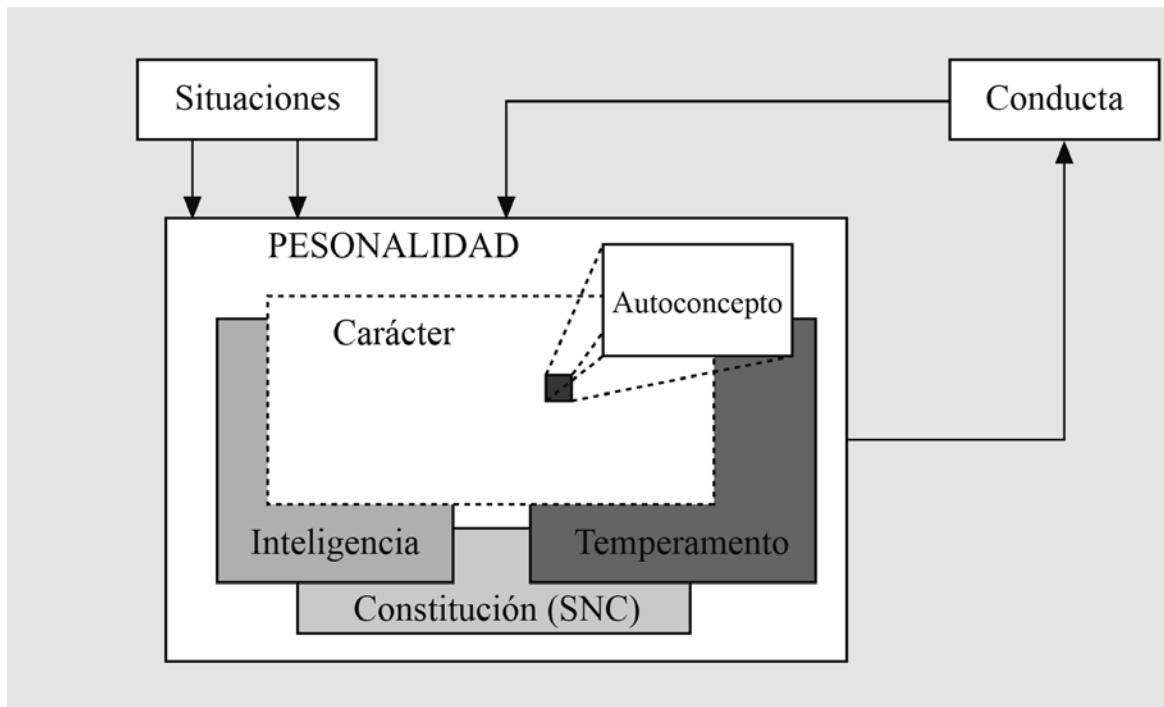 Situaciones
Conducta
PESONALIDAD
Autoconcepto
Carácter
Inteligencia
Temperamento
Constitución (SNC)